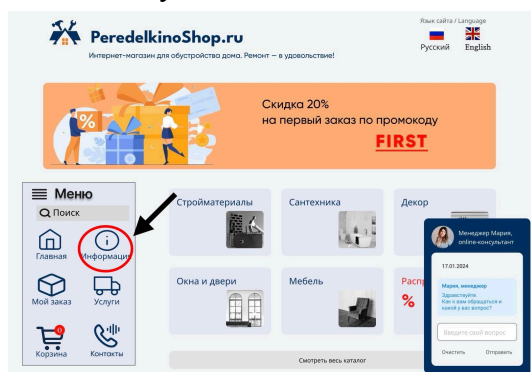 PeredelkinoShop.ru
Интернет-магазин для обустройства дома. Ремонт — в удовольствие!
Язык сайта / Language
Русский English
Скидка 20%
на первый заказ по промокоду
FIRST
%
Меню
Поиск
Главная Информация
Мой заказ Услуги
0
Корзина Контакты
Стройматериалы Сантехника Декор
Окна и двери Мебель Расп
%
Смотреть весь каталог
Менеджер Мария,
online-консультант
17.01.2024
Мария, менеджер
Здравствуйте.
Как к вам обращаться и
какой у вас вопрос?
Введите свой вопрос
Очистить Отправить